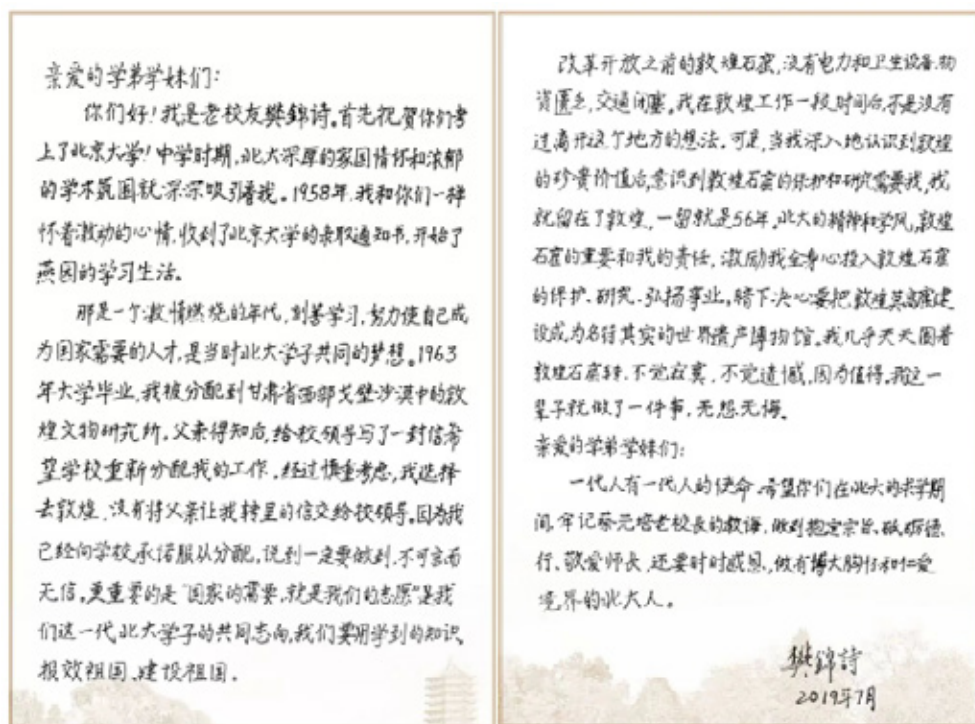 亲爱的学弟学妹们：
你们好！我是老校友樊錦詩。首先祝贺你们考
上了北京大学！中学时期，北大深厚的家国情怀和浓郁
的学术氛围就深深吸引着我。1958年，我和你们一样
怀着激动的心情，收到了北京大学的录取通知书，开始了
燕园的学习生活。
那是一个激情燃烧的年代，刻苦学习，努力使自己成
为国家需要的人才，是当时北大学子共同的梦想。1963
年大学毕业，我被分配到甘肃省西部戈壁沙漠中的敦
煌文物研究所。父亲得知后，给校领导写了一封信希
望学校重新分配我的工作。经过慎重考虑，我选择
去敦煌，没有将父亲让我转呈的信交给校领导。因为我
已经向学校承诺服从分配，说到一定要做到，不可言而
无信。更重要的是“国家的需要，就是我们的志愿”是我
们这一代北大学子的共同志向，我们要用学到的知识，
报效祖国、建设祖国。
改革开放之前的敦煌石窟，没有电力和卫生设备，物
资匮乏，交通闭塞。我在敦煌工作一段时间后，不是没有
过离开这个地方的想法。可是，当我深入地认识到敦煌
的珍贵价值后，意识到敦煌石窟的保护和研究需要我，我
就留在了敦煌，一留就是56年。北大的精神和学风，敦煌
石窟的重要和我的责任，激励我全身心投入敦煌石窟
的保护、研究、弘扬事业，暗下决心要把敦煌莫高窟建
设成为名符其实的世界遗产博物馆。我几乎天天围着
敦煌石窟转，不觉寂寞，不觉遗憾，因为值得。我这一
辈子就做了一件事，无怨无悔。
亲爱的学弟学妹们：
一代人有一代人的使命。希望你们在北大的求学期
间，牢记蔡元培老校长的教诲，做到抱定宗旨、砥砺德
行、敬爱师长，还要时时感恩，做有博大胸怀和仁爱
境界的北大人。
樊錦詩
2019年7月